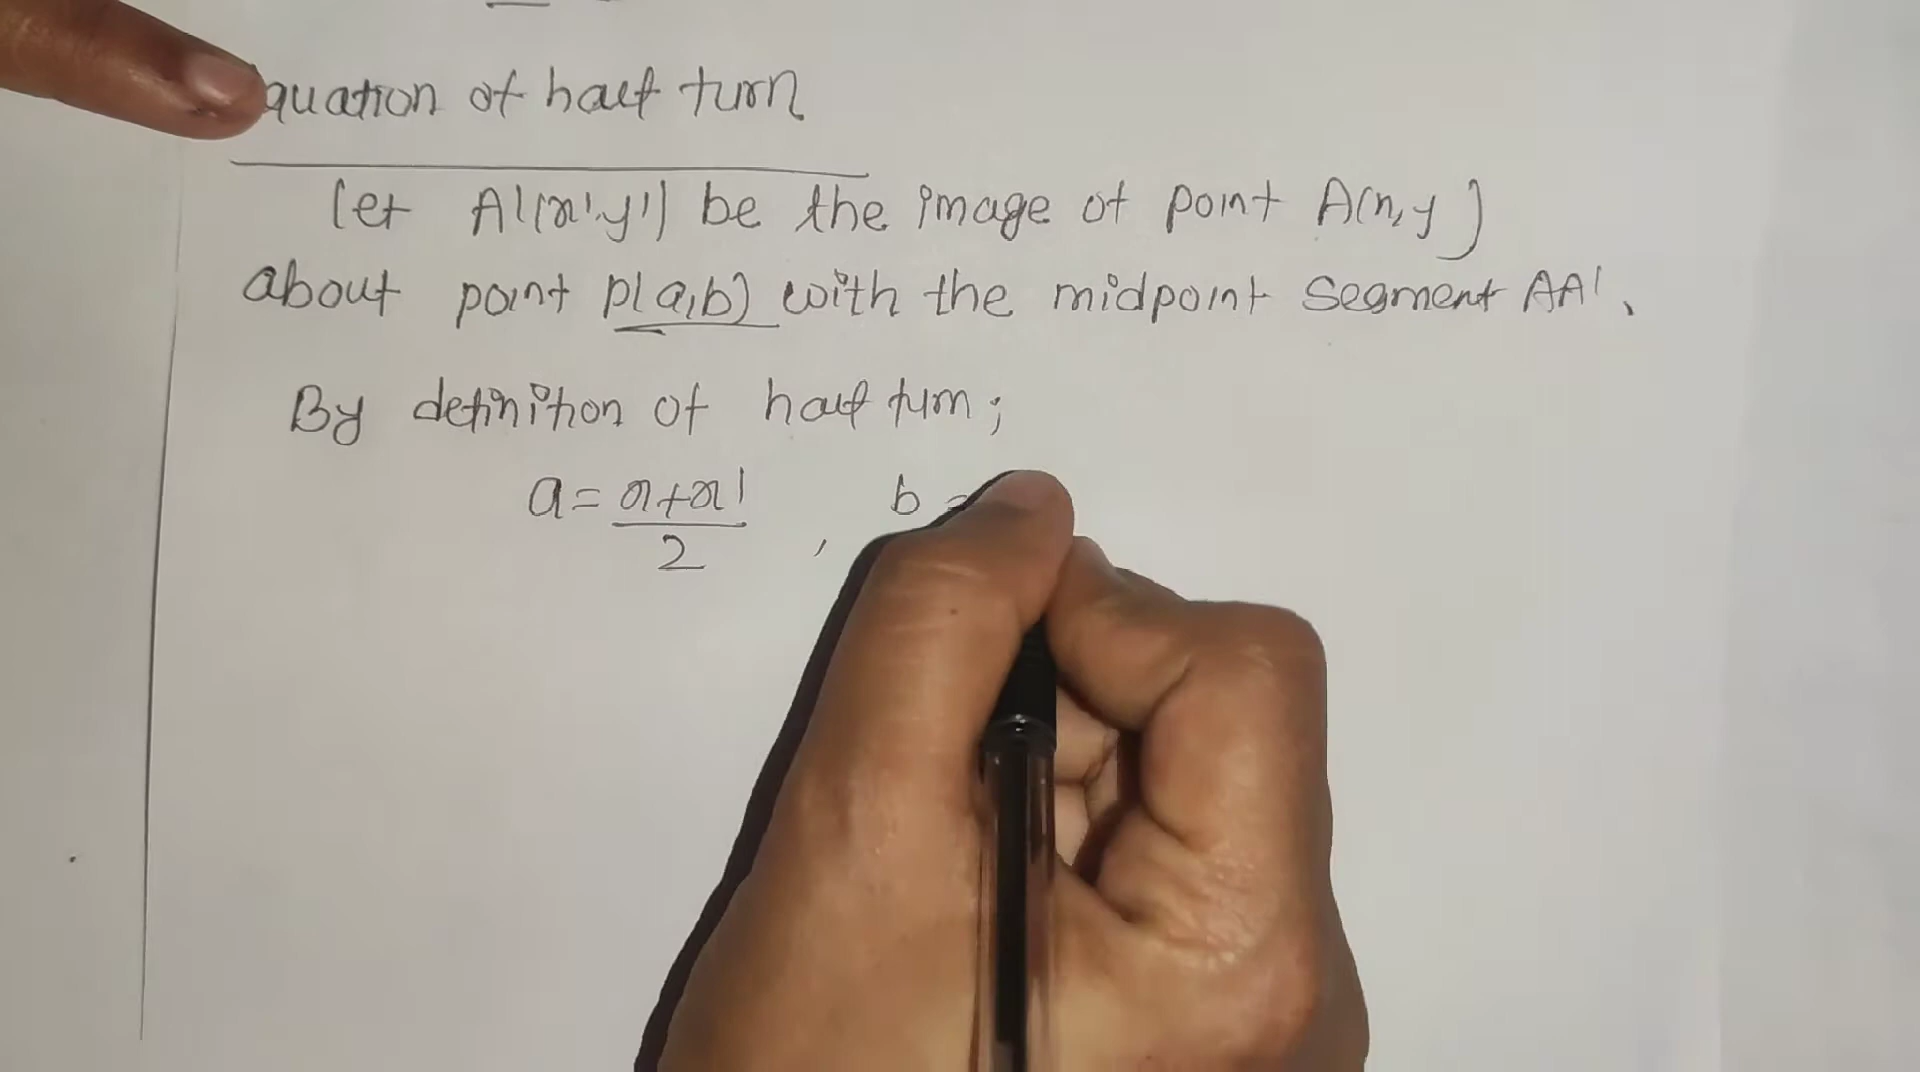 quation of half turn
let A'(x',y') be the image of point A(x,y)
about point P(a,b) with the midpoint segment AA'.
By definition of half turn;
a = x+x'/2 , b =